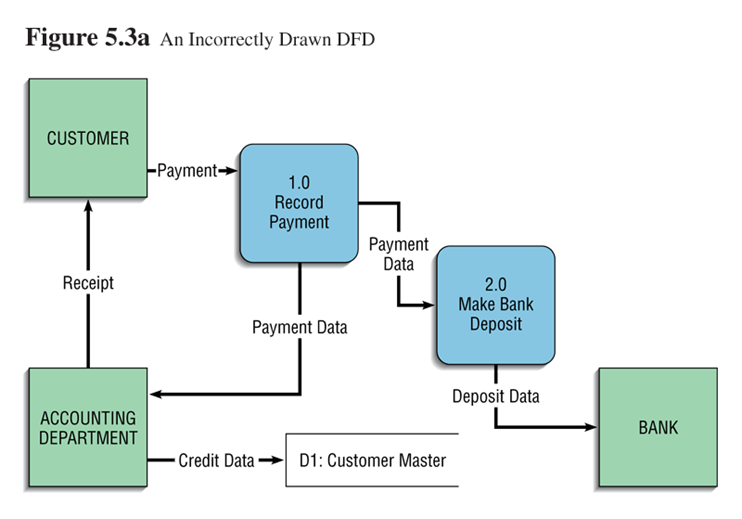 Figure 5.3a An Incorrectly Drawn DFD
CUSTOMER
Payment
1.0
Record
Payment
Payment
Data
Receipt
2.0
Make Bank
Deposit
Payment Data
Deposit Data
ACCOUNTING
DEPARTMENT
BANK
Credit Data
D1: Customer Master